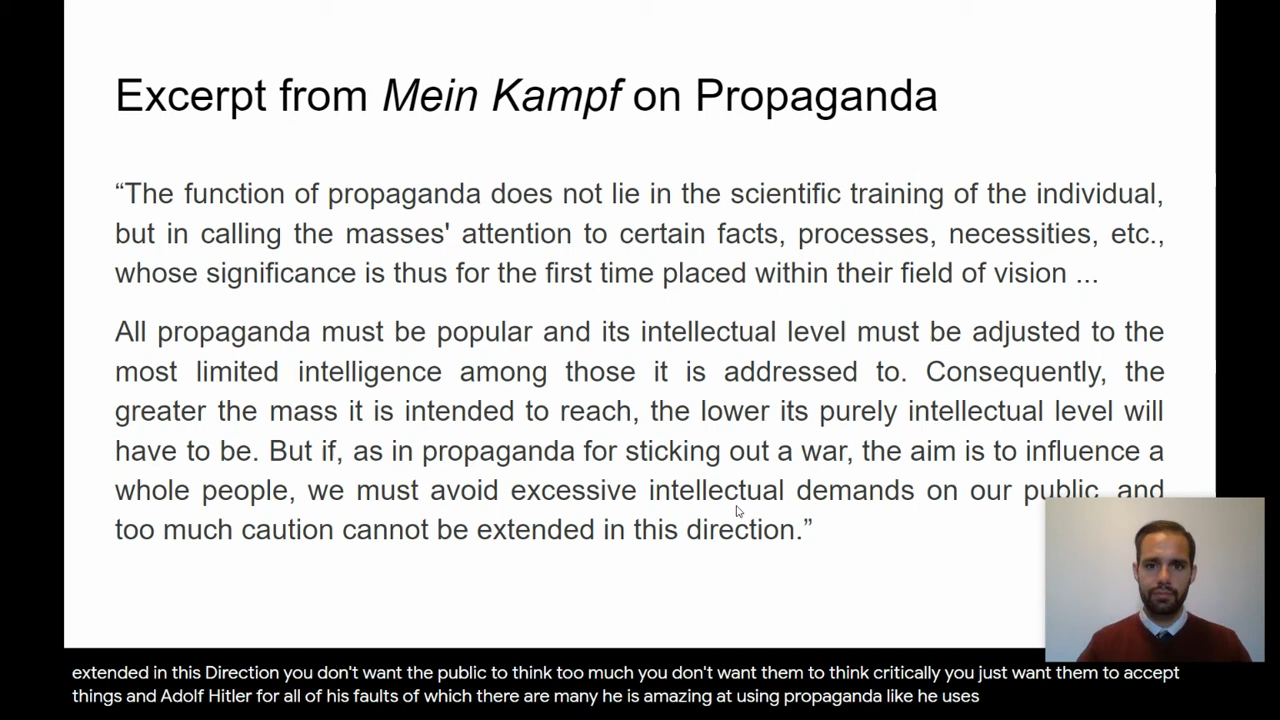 Excerpt from Mein Kampf on Propaganda
“The function of propaganda does not lie in the scientific training of the individual,
but in calling the masses' attention to certain facts, processes, necessities, etc.,
whose significance is thus for the first time placed within their field of vision ...
All propaganda must be popular and its intellectual level must be adjusted to the
most limited intelligence among those it is addressed to. Consequently, the
greater the mass it is intended to reach, the lower its purely intellectual level will
have to be. But if, as in propaganda for sticking out a war, the aim is to influence a
whole people, we must avoid excessive intellectual demands on our public, and
too much caution cannot be extended in this direction.”
extended in this Direction you don't want the public to think too much you don't want them to think critically you just want them to accept
things and Adolf Hitler for all of his faults of which there are many he is amazing at using propaganda like he uses